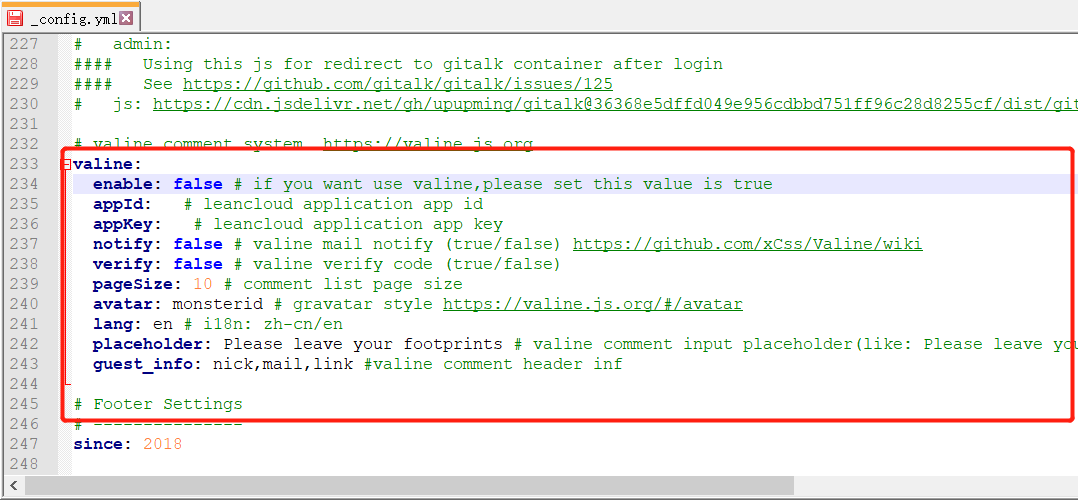 _config.yml
227 #   admin:
228 ####   Using this js for redirect to gitalk container after login
229 ####   See https://github.com/gitalk/gitalk/issues/125
230 #   js: https://cdn.jsdelivr.net/gh/upupming/gitalk@36368e5dffd049e956cdbbd751ff96c28d8255cf/dist/git
231
232 # valine comment system. https://valine.js.org
233 valine:
234   enable: false # if you want use valine,please set this value is true
235   appId:   # leancloud application app id
236   appKey:   # leancloud application app key
237   notify: false # valine mail notify (true/false) https://github.com/xCss/Valine/wiki
238   verify: false # valine verify code (true/false)
239   pageSize: 10 # comment list page size
240   avatar: monsterid # gravatar style https://valine.js.org/#/avatar
241   lang: en # i18n: zh-cn/en
242   placeholder: Please leave your footprints # valine comment input placeholder(like: Please leave you
243   guest_info: nick,mail,link #valine comment header inf
244
245 # Footer Settings
246 # ---------------
247 since: 2018
248